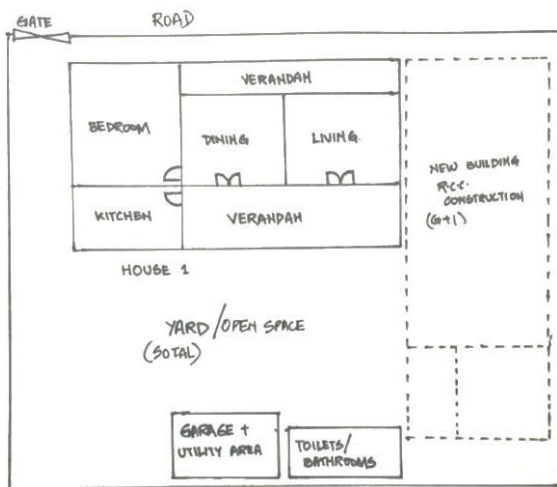 GATE
ROAD
VERANDAH
BEDROOM
DINING
LIVING.
NEW BUILDING
R.C.C.
CONSTRUCTION
(G+1)
KITCHEN
VERANDAH
HOUSE 1
YARD/OPEN SPACE
(SOTAL)
GARAGE +
UTILITY AREA
TOILETS/
BATHROOMS